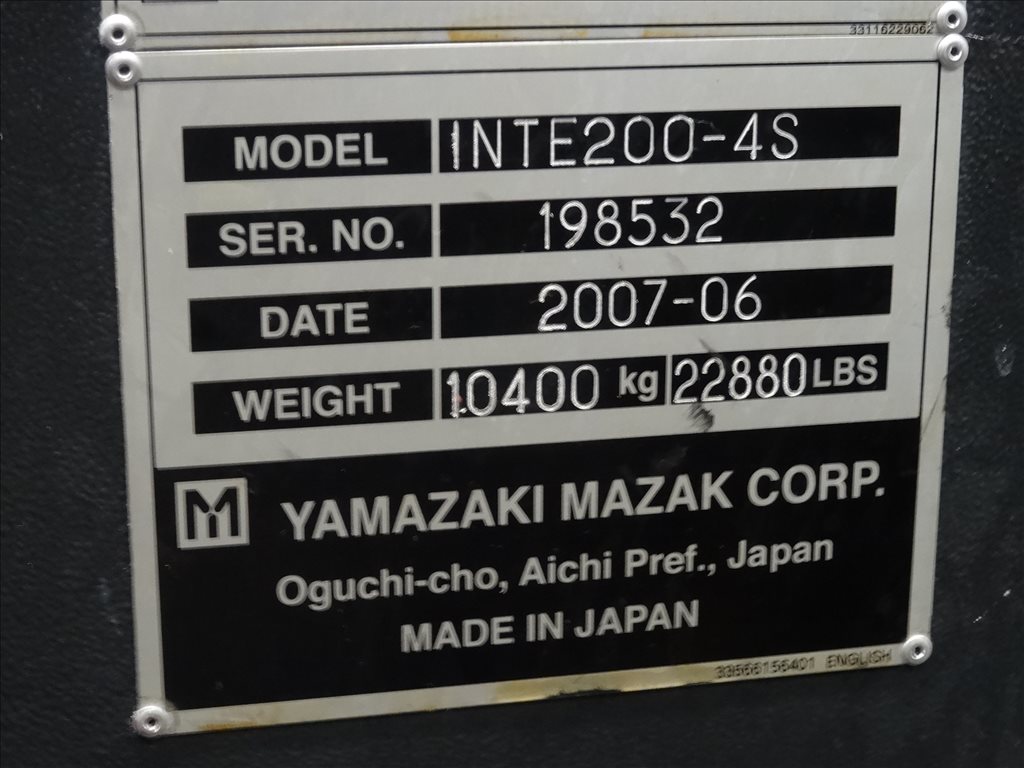 33116229062
MODEL INTE200-4S
SER. NO. 198532
DATE 2007-06
WEIGHT 10400 kg 22880 LBS
YAMAZAKI MAZAK CORP.
Oguchi-cho, Aichi Pref., Japan
MADE IN JAPAN
33566156401 ENGLISH